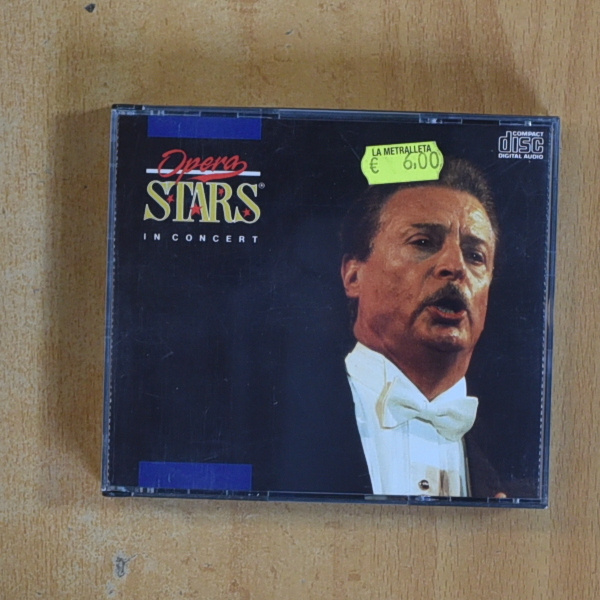 Opera
STARS®
IN CONCERT
LA METRALLETA
€ 6,00
COMPACT
disc
DIGITAL AUDIO